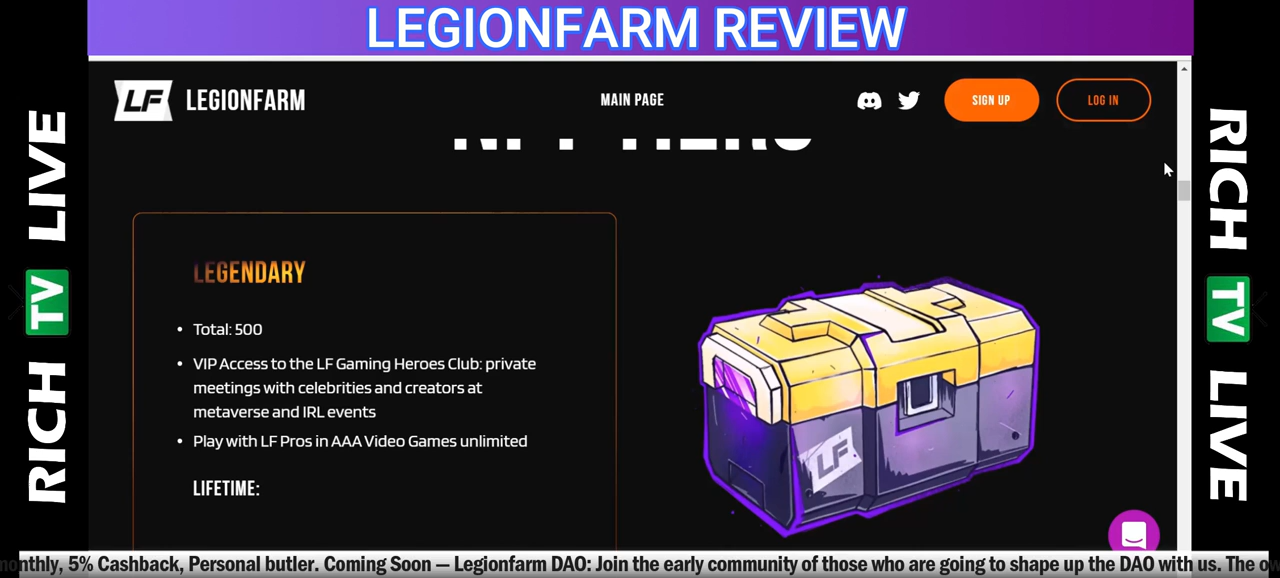 LEGIONFARM REVIEW
LF LEGIONFARM
MAIN PAGE
SIGN UP
LOG IN
LEGENDARY
• Total: 500
• VIP Access to the LF Gaming Heroes Club: private
meetings with celebrities and creators at
metaverse and IRL events
• Play with LF Pros in AAA Video Games unlimited
LIFETIME:
LF
RICH TV LIVE
RICH TV LIVE
5% Cashback, Personal butler. Coming Soon — Legionfarm DAO: Join the early community of those who are going to shape up the DAO with us. The